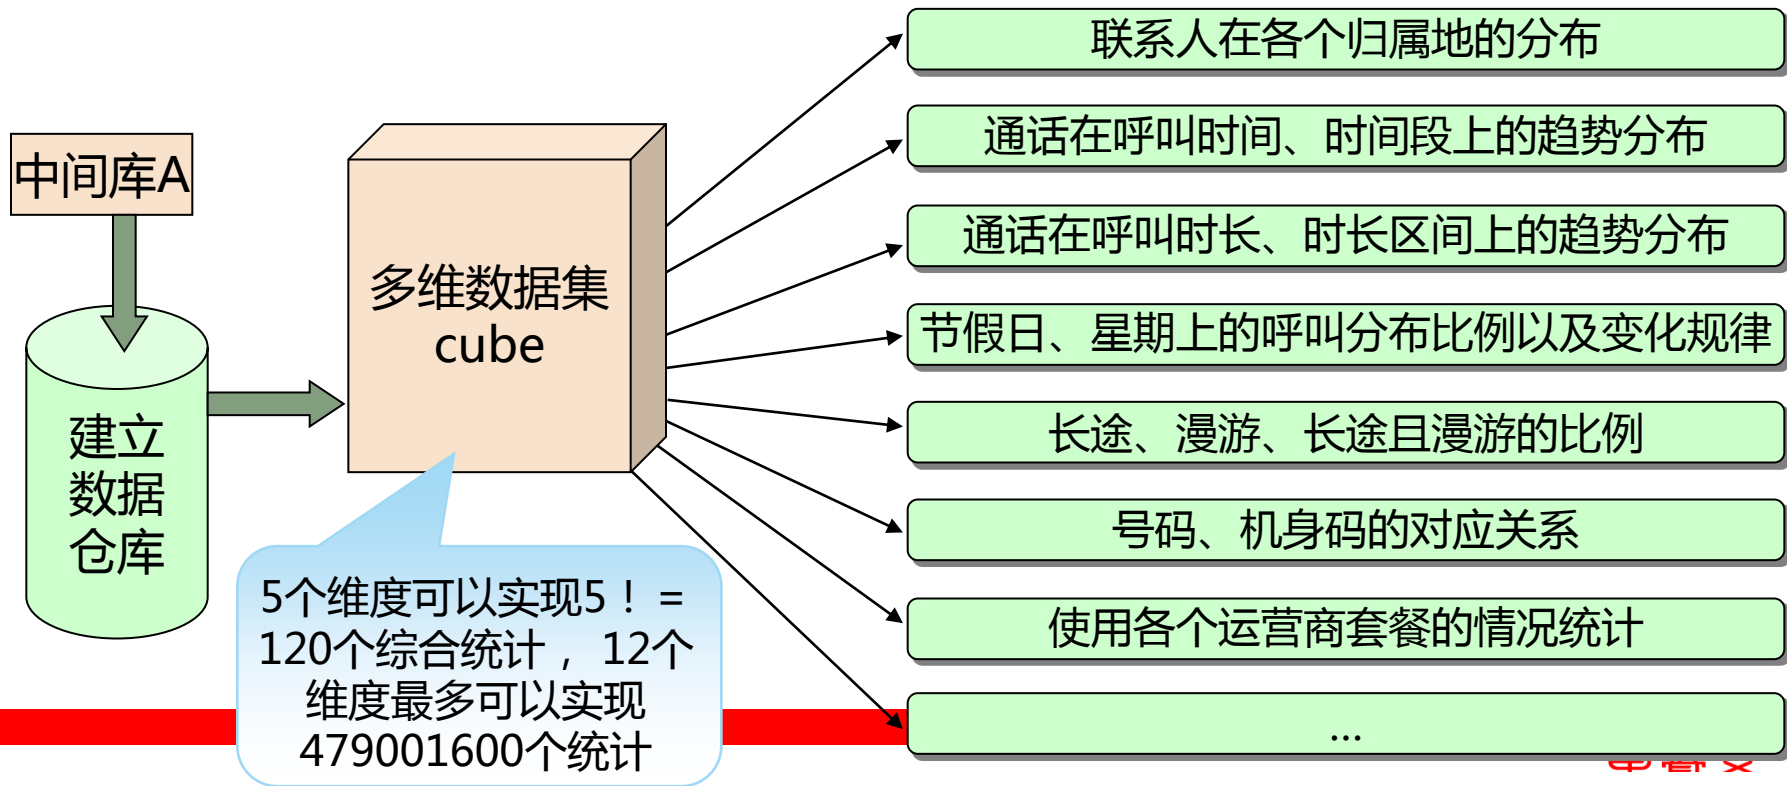 联系人在各个归属地的分布
通话在呼叫时间、时间段上的趋势分布
中间库A
通话在呼叫时长、时长区间上的趋势分布
多维数据集
cube
节假日、星期上的呼叫分布比例以及变化规律
长途、漫游、长途且漫游的比例
建立
数据
仓库
号码、机身码的对应关系
5个维度可以实现5！=
120个综合统计，12个
维度最多可以实现
479001600个统计
使用各个运营商套餐的情况统计
...